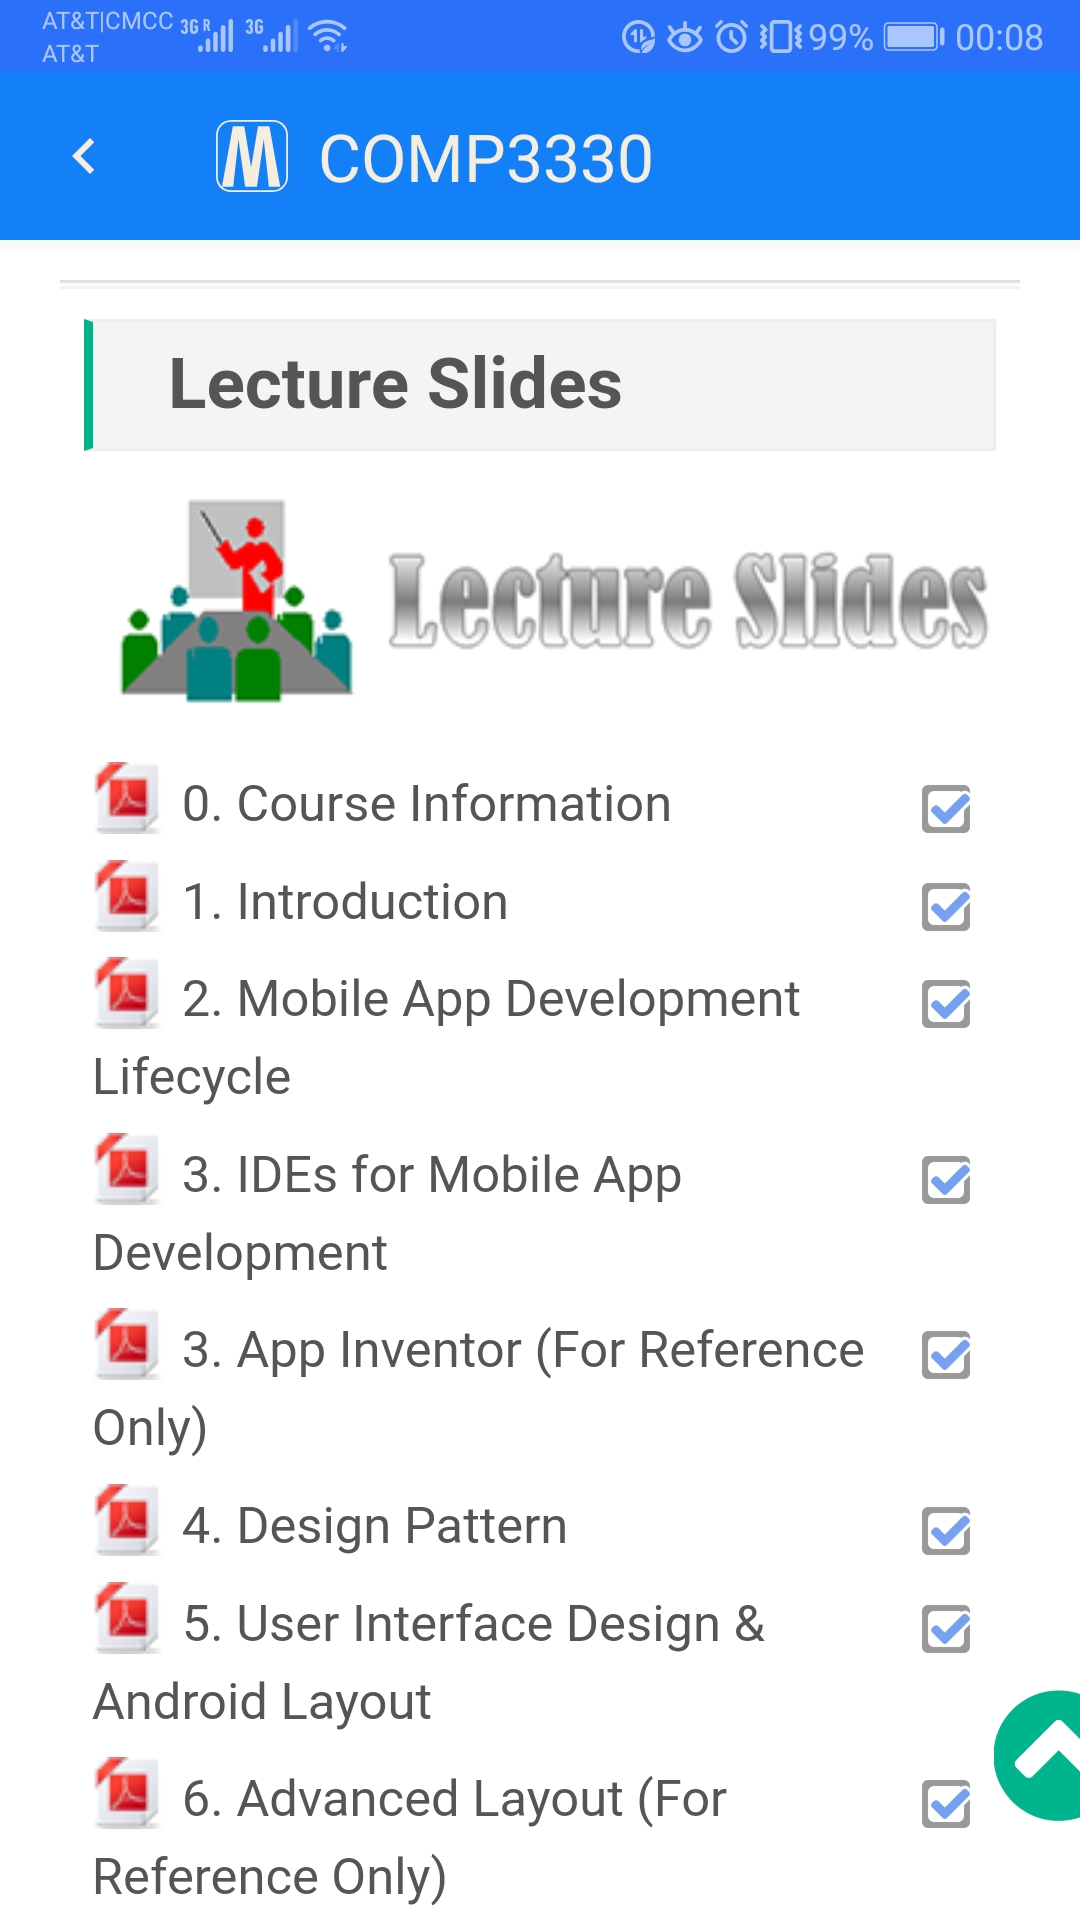 AT&T|CMCC 3G R 3G 99% 00:08
AT&T
M COMP3330
Lecture Slides
Lecture Slides
0. Course Information
1. Introduction
2. Mobile App Development
Lifecycle
3. IDEs for Mobile App
Development
3. App Inventor (For Reference
Only)
4. Design Pattern
5. User Interface Design &
Android Layout
6. Advanced Layout (For
Reference Only)